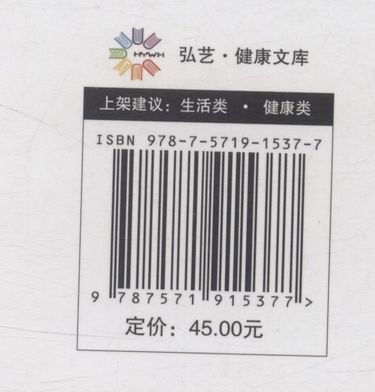 HYWH
弘艺·健康文库
上架建议：生活类 · 健康类
ISBN 978-7-5719-1537-7
9 787571 915377 >
定价：45.00元